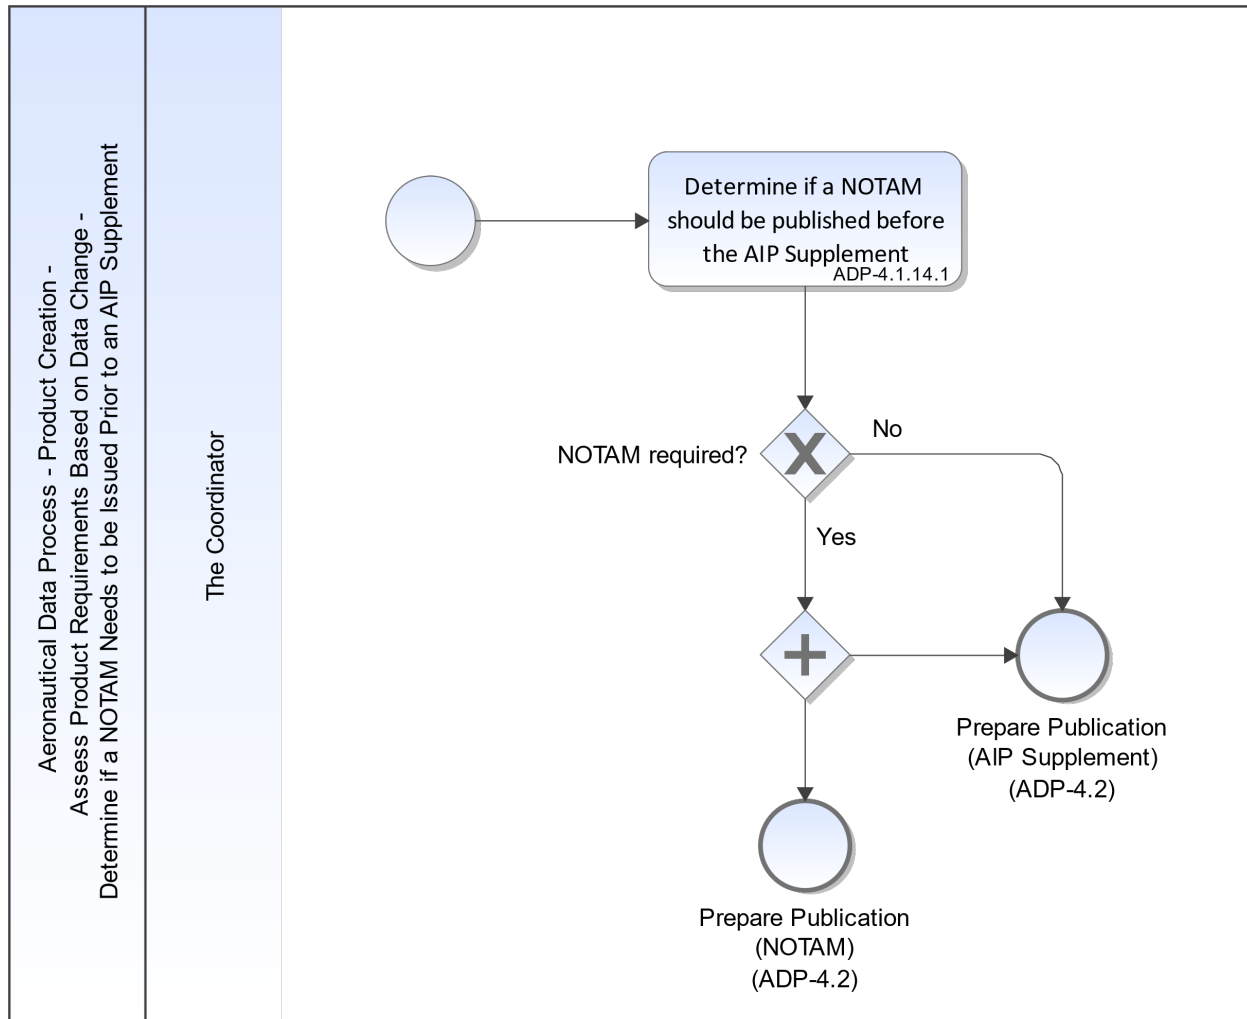 Aeronautical Data Process - Product Creation -
Assess Product Requirements Based on Data Change -
Determine if a NOTAM Needs to be Issued Prior to an AIP Supplement
The Coordinator
Determine if a NOTAM
should be published before
the AIP Supplement
ADP-4.1.14.1
NOTAM required?
No
Yes
Prepare Publication
(AIP Supplement)
(ADP-4.2)
Prepare Publication
(NOTAM)
(ADP-4.2)